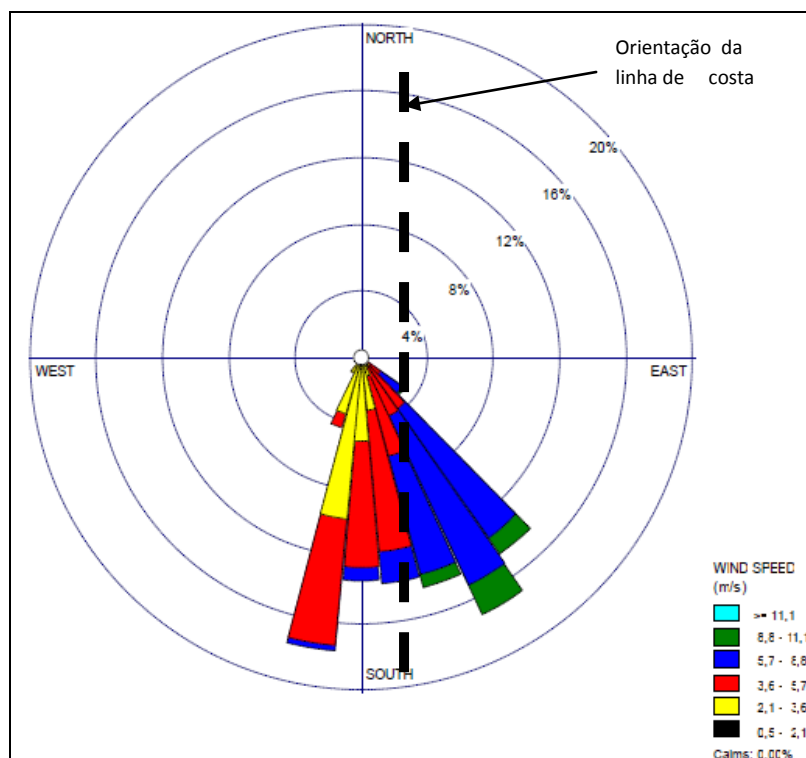 NORTH
Orientação da
linha de costa
20%
16%
12%
8%
4%
WEST
EAST
SOUTH
WIND SPEED
(m/s)
>= 11,1
8,8 - 11,1
5,7 - 8,8
3,6 - 5,7
2,1 - 3,6
0,5 - 2,1
Calms: 0.00%